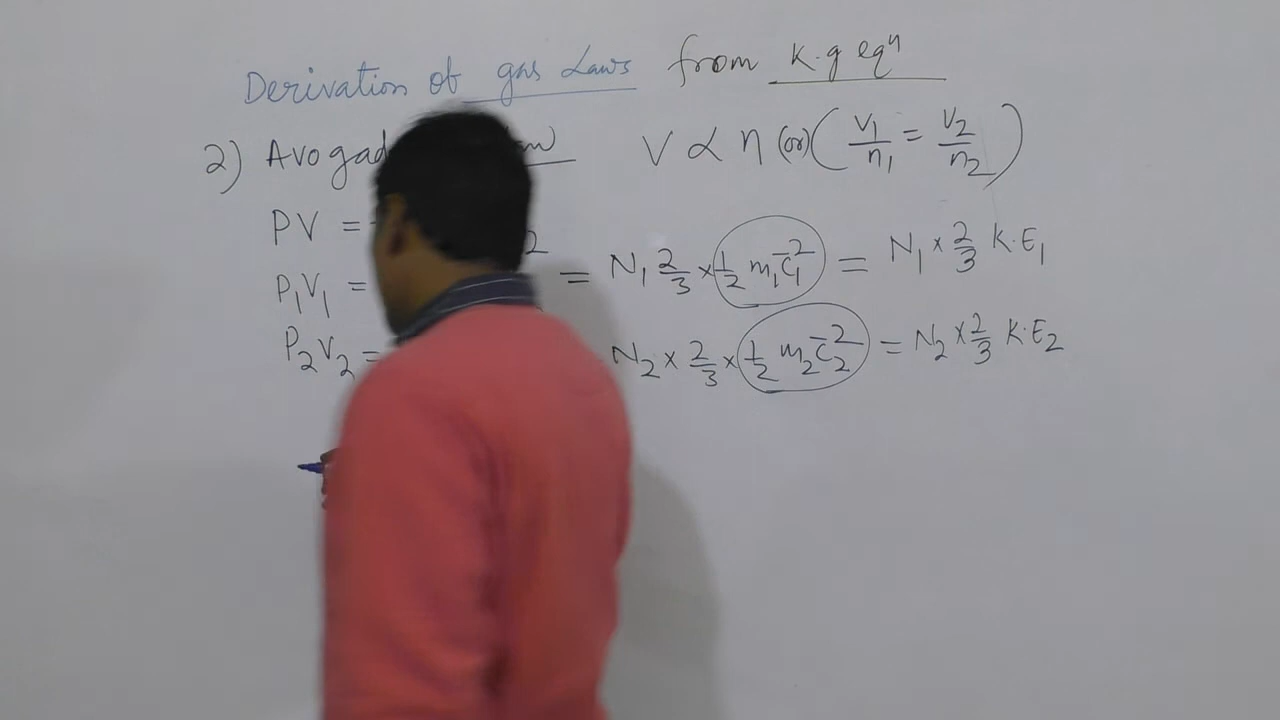 Derivation of gas Laws from K.g eqⁿ
2) Avogad V ∝ n (or) ( V₁/n₁ = V₂/n₂ )
PV = 2
P₁V₁ = = N₁ 2/3 × 1/2 m₁c̄₁² = N₁ × 2/3 K.E₁
P₂V₂ = N₂ × 2/3 × 1/2 m₂c̄₂² = N₂ × 2/3 K.E₂